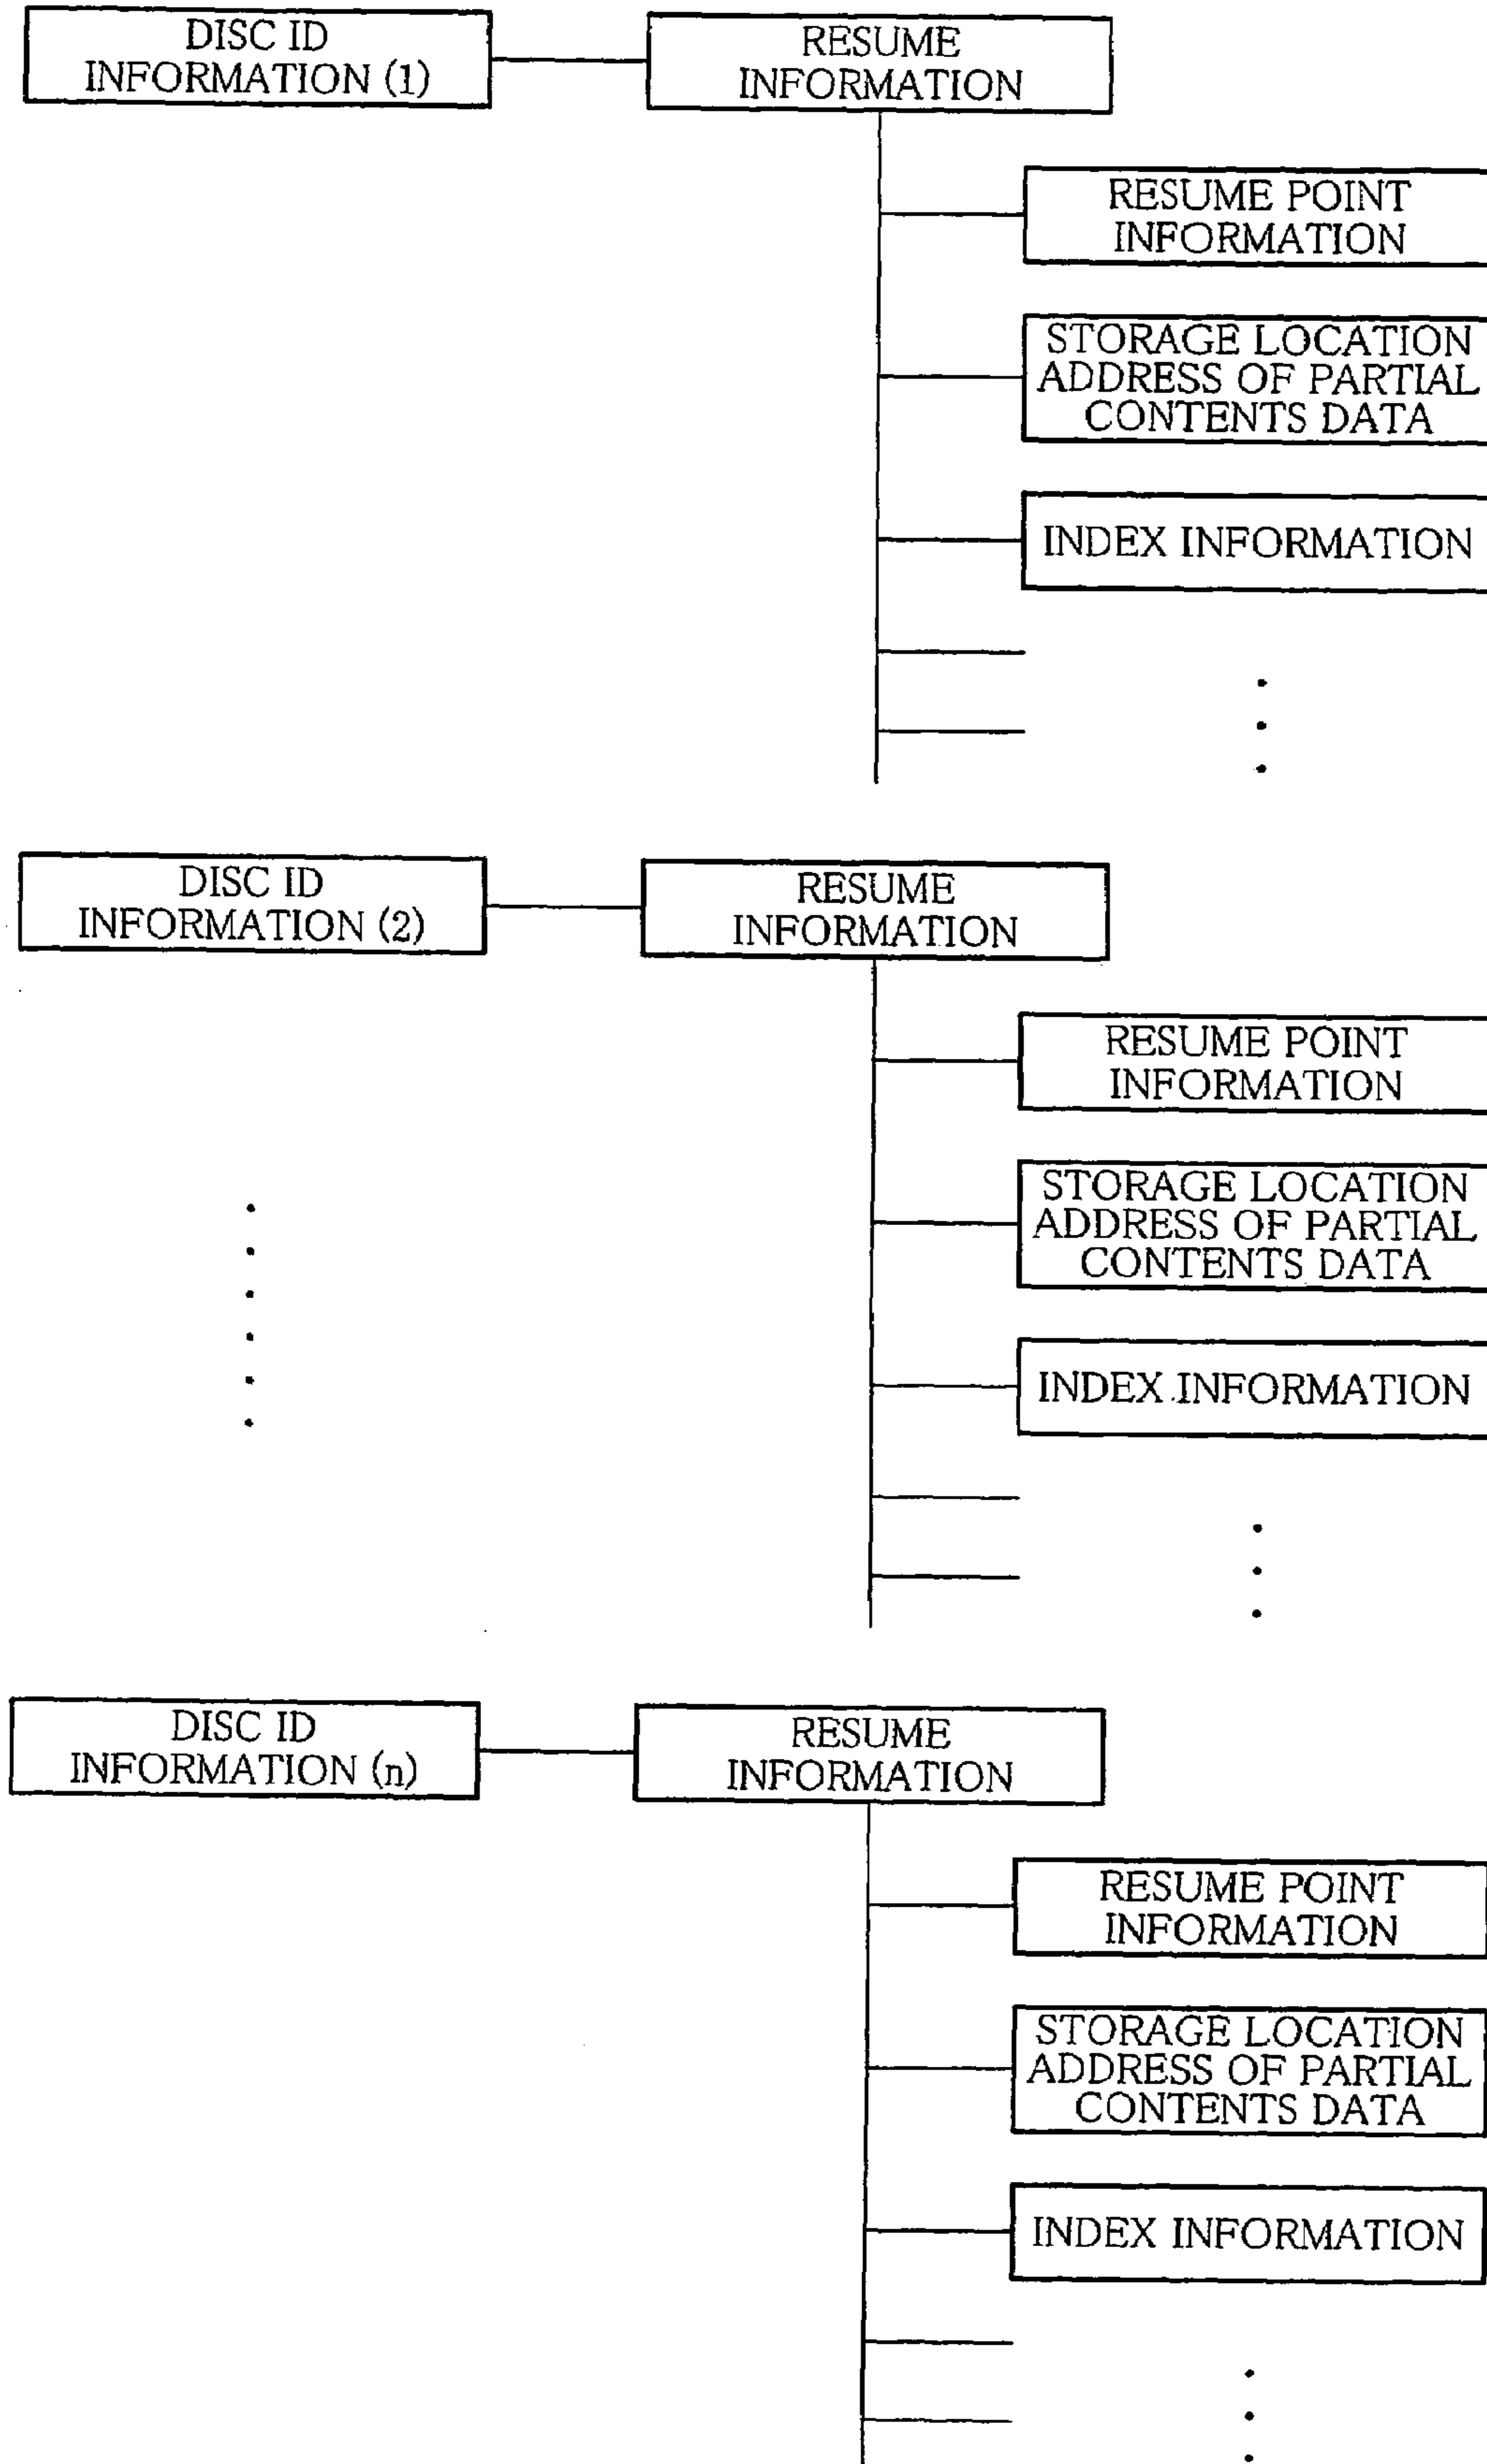 DISC ID
INFORMATION (1)
RESUME
INFORMATION
RESUME POINT
INFORMATION
STORAGE LOCATION
ADDRESS OF PARTIAL
CONTENTS DATA
INDEX INFORMATION
DISC ID
INFORMATION (2)
RESUME
INFORMATION
RESUME POINT
INFORMATION
STORAGE LOCATION
ADDRESS OF PARTIAL
CONTENTS DATA
INDEX INFORMATION
DISC ID
INFORMATION (n)
RESUME
INFORMATION
RESUME POINT
INFORMATION
STORAGE LOCATION
ADDRESS OF PARTIAL
CONTENTS DATA
INDEX INFORMATION